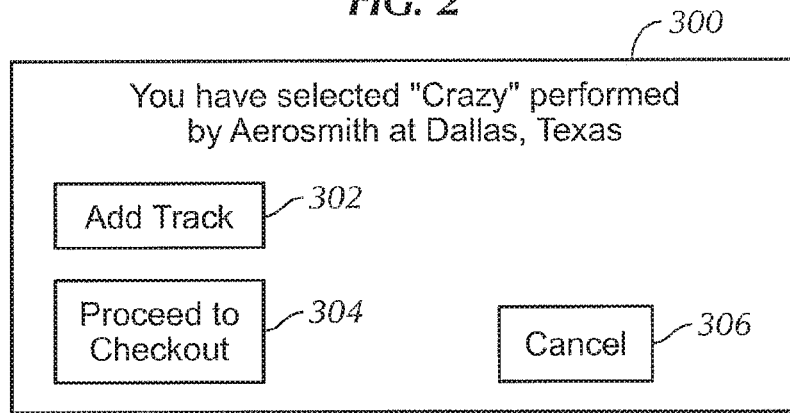 FIG. 2
300
You have selected "Crazy" performed
by Aerosmith at Dallas, Texas
Add Track
302
Proceed to
Checkout
304
Cancel
306